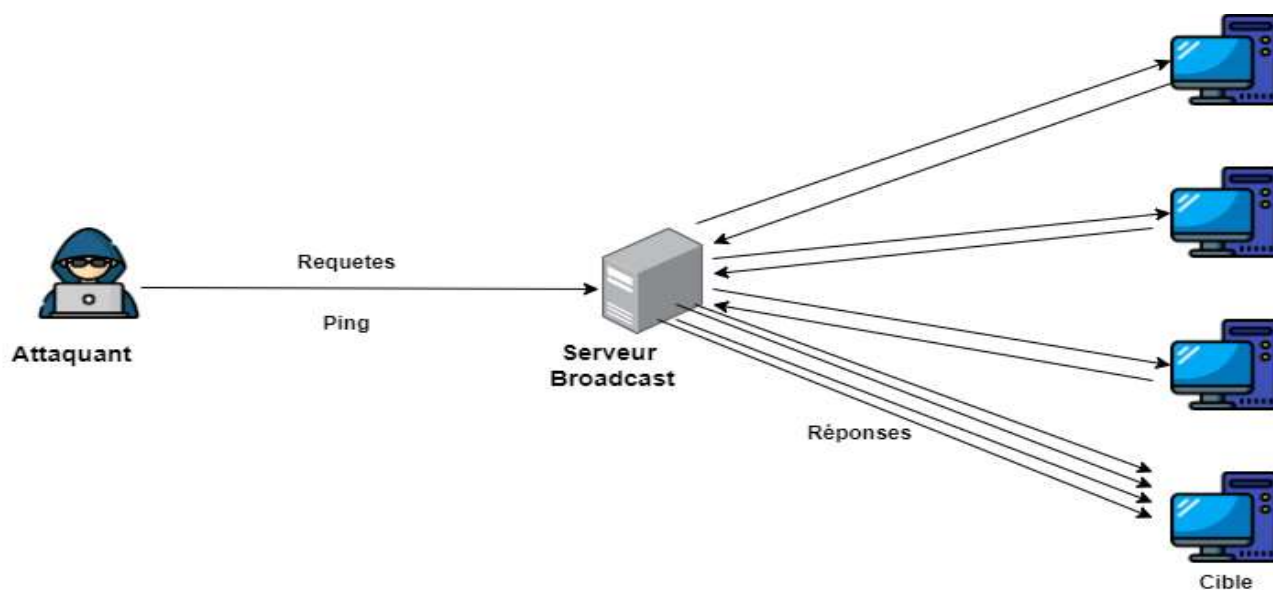 Requetes
Ping
Attaquant
Serveur
Broadcast
Réponses
Cible